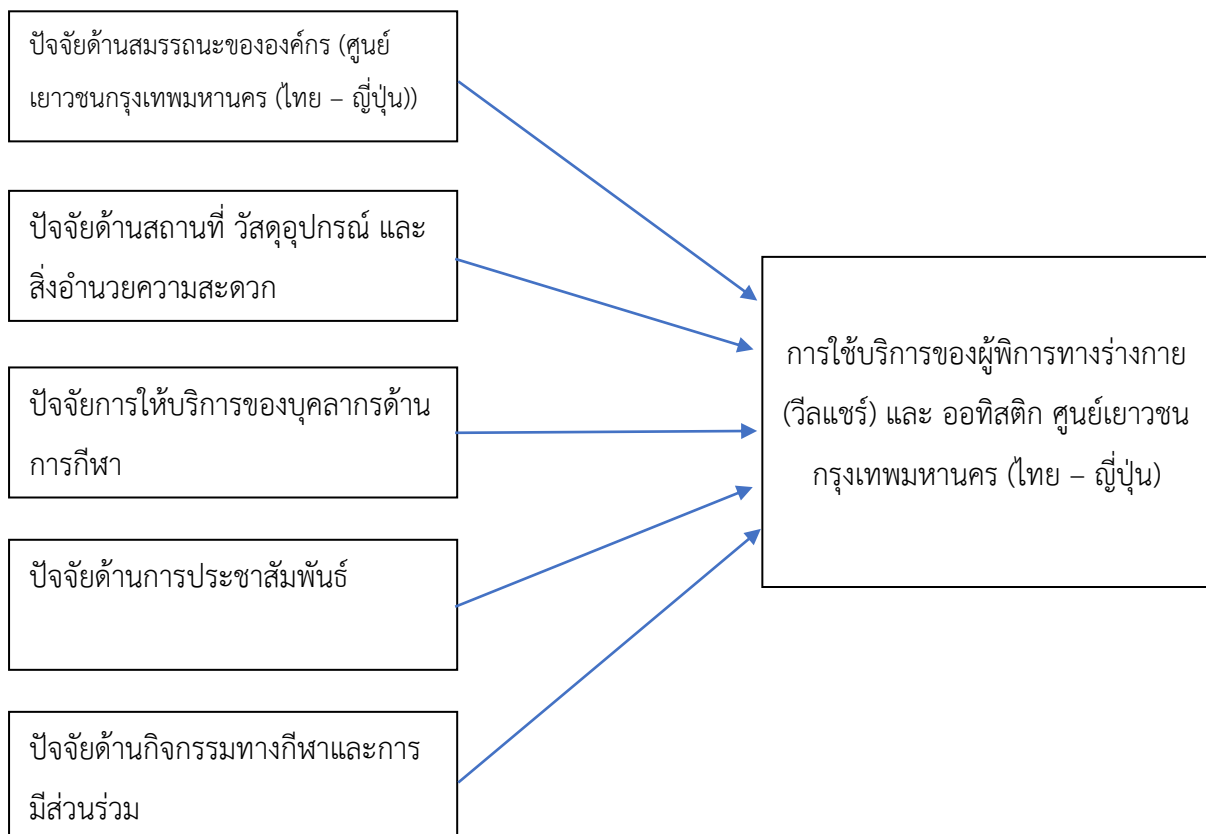 ปัจจัยด้านสมรรถนะขององค์กร (ศูนย์
เยาวชนกรุงเทพมหานคร (ไทย – ญี่ปุ่น))
ปัจจัยด้านสถานที่ วัสดุอุปกรณ์ และ
สิ่งอำนวยความสะดวก
ปัจจัยการให้บริการของบุคลากรด้าน
การกีฬา
ปัจจัยด้านการประชาสัมพันธ์
ปัจจัยด้านกิจกรรมทางกีฬาและการ
มีส่วนร่วม
การใช้บริการของผู้พิการทางร่างกาย
(วีลแชร์) และ ออทิสติก ศูนย์เยาวชน
กรุงเทพมหานคร (ไทย – ญี่ปุ่น)